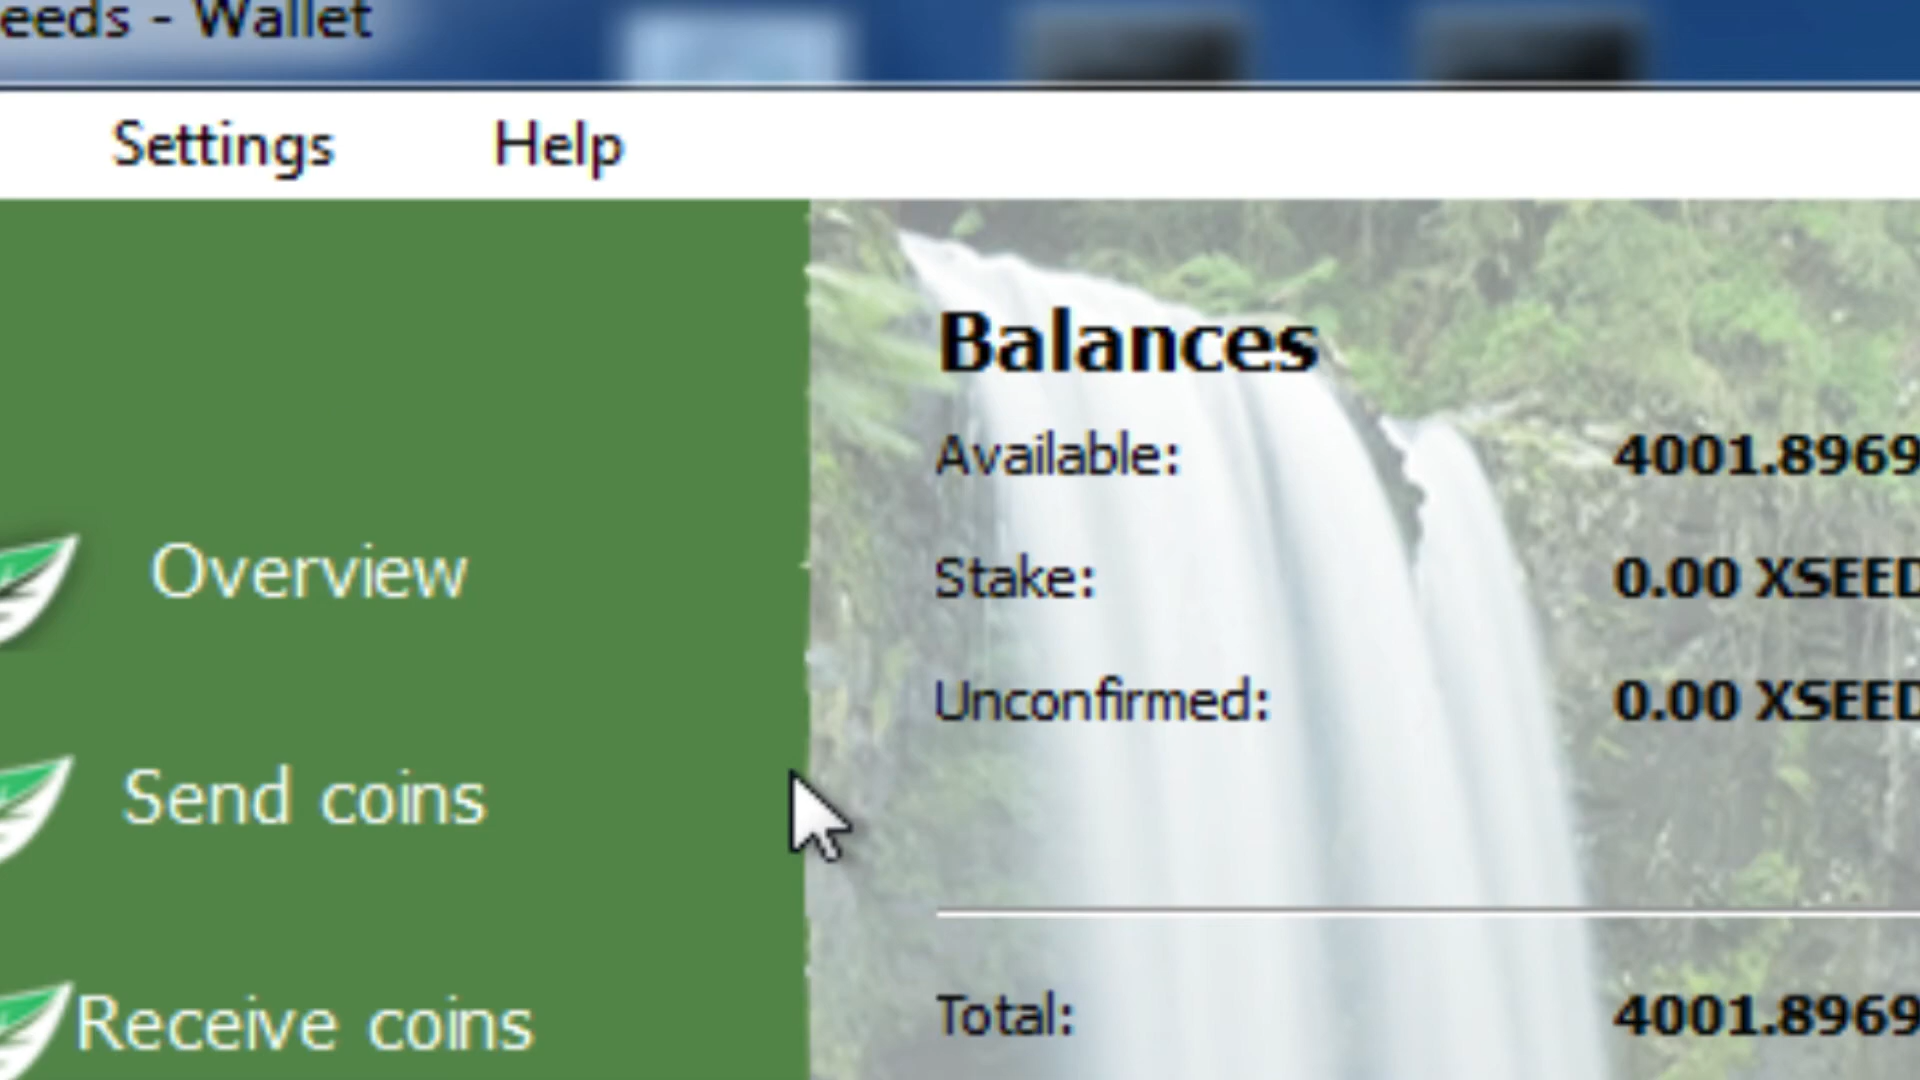 eeds - Wallet
Settings Help
Balances
Available: 4001.8969
Overview
Stake: 0.00 XSEED
Unconfirmed: 0.00 XSEED
Send coins
Receive coins
Total: 4001.8969